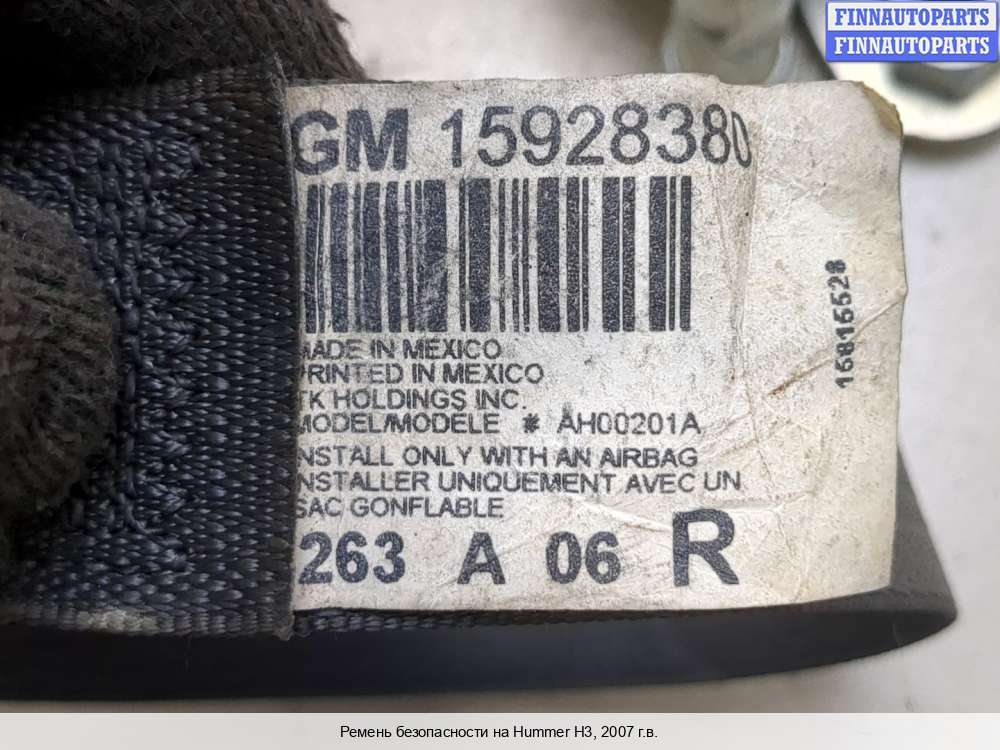 FINNAUTOPARTS
FINNAUTOPARTS
GM 15928380
MADE IN MEXICO
PRINTED IN MEXICO
TK HOLDINGS INC.
MODEL/MODELE # AH00201A
INSTALL ONLY WITH AN AIRBAG
INSTALLER UNIQUEMENT AVEC UN
SAC GONFLABLE
263 A 06 R
15815528
Ремень безопасности на Hummer H3, 2007 г.в.